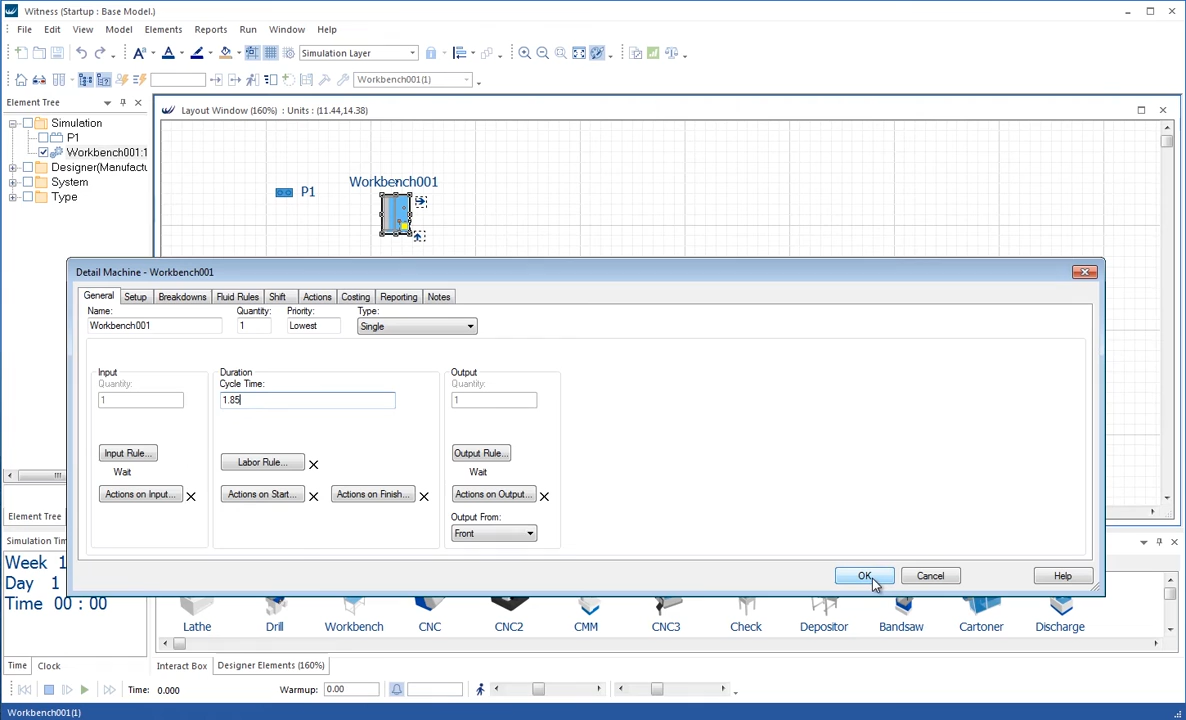 Witness (Startup : Base Model.)
File Edit View Model Elements Reports Run Window Help
Simulation Layer
Workbench001(1)
Element Tree
Layout Window (160%) : Units : (11.44,14.38)
Simulation
P1
Workbench001:1
Designer(Manufactu
System
Type
Workbench001
P1
Detail Machine - Workbench001
General Setup Breakdowns Fluid Rules Shift Actions Costing Reporting Notes
Name: Quantity: Priority: Type:
Workbench001 1 Lowest Single
Input Duration Output
Quantity: Cycle Time: Quantity:
1 1.85 1
Input Rule... Output Rule...
Wait Labor Rule... Wait
Actions on Input... Actions on Start... Actions on Finish... Actions on Output...
Output From:
Front
OK Cancel Help
Element Tree
Simulation Tim
Week 1
Day 1
Time 00 : 00
Lathe Drill Workbench CNC CNC2 CMM CNC3 Check Depositor Bandsaw Cartoner Discharge
Time Clock Interact Box Designer Elements (160%)
Time: 0.000 Warmup: 0.00
Workbench001(1)